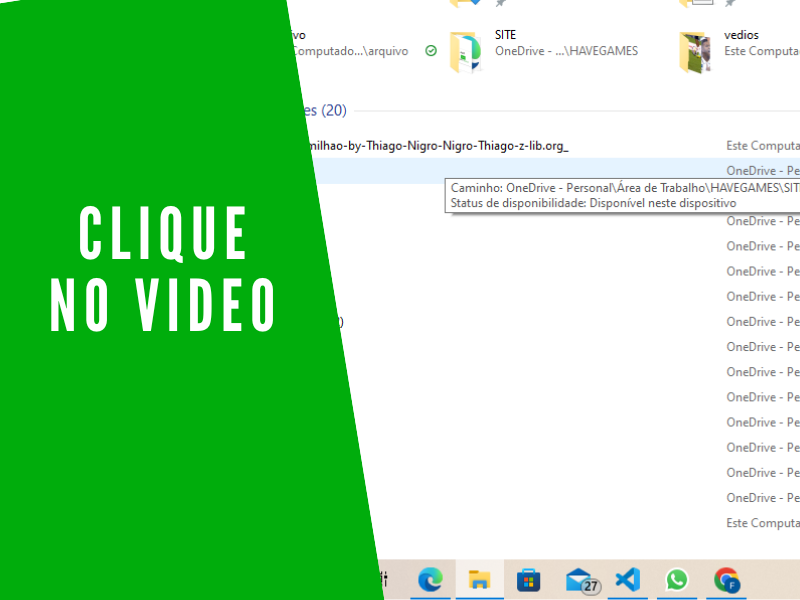 CLIQUE
NO VIDEO
vo
Computado...\arquivo
SITE
OneDrive - ...\HAVEGAMES
vedios
Este Computa
es (20)
milhao-by-Thiago-Nigro-Nigro-Thiago-z-lib.org_
Este Computa
OneDrive - Pe
Caminho: OneDrive - Personal\Área de Trabalho\HAVEGAMES\SITE
Status de disponibilidade: Disponível neste dispositivo
OneDrive - Pe
OneDrive - Pe
OneDrive - Pe
OneDrive - Pe
)
OneDrive - Pe
OneDrive - Pe
OneDrive - Pe
OneDrive - Pe
OneDrive - Pe
OneDrive - Pe
OneDrive - Pe
OneDrive - Pe
Este Computa
27
F